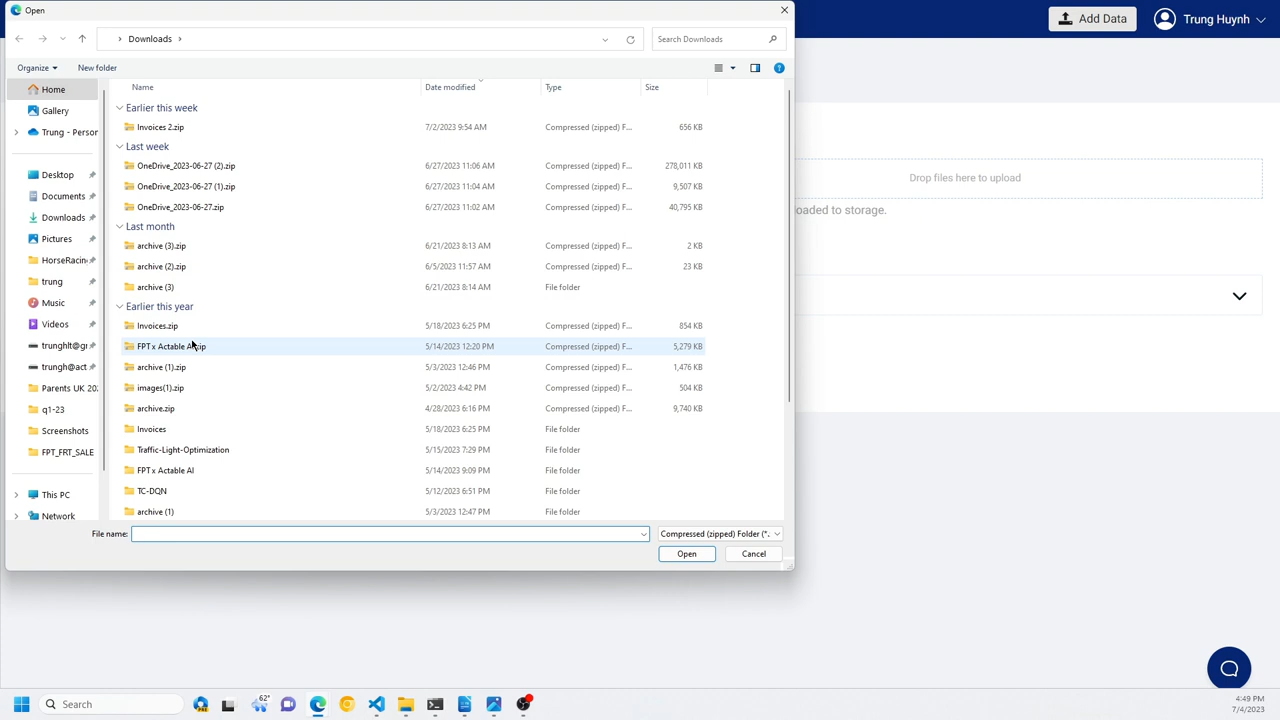 Open
Add Data
Trung Huynh
Downloads
Search Downloads
Organize
New folder
Home
Gallery
Trung - Persor
Desktop
Documents
Downloads
Pictures
HorseRacin
trung
Music
Videos
trunghlt@gr
trungh@act
Parents UK 20
q1-23
Screenshots
FPT_FRT_SALE
This PC
Network
Name Date modified Type Size
Earlier this week
Invoices 2.zip 7/2/2023 9:54 AM Compressed (zipped) F... 656 KB
Last week
OneDrive_2023-06-27 (2).zip 6/27/2023 11:06 AM Compressed (zipped) F... 278,011 KB
OneDrive_2023-06-27 (1).zip 6/27/2023 11:04 AM Compressed (zipped) F... 9,507 KB
OneDrive_2023-06-27.zip 6/27/2023 11:02 AM Compressed (zipped) F... 40,795 KB
Last month
archive (3).zip 6/21/2023 8:13 AM Compressed (zipped) F... 2 KB
archive (2).zip 6/5/2023 11:57 AM Compressed (zipped) F... 23 KB
archive (3) 6/21/2023 8:14 AM File folder
Earlier this year
Invoices.zip 5/18/2023 6:25 PM Compressed (zipped) F... 854 KB
FPT x Actable AI.zip 5/14/2023 12:20 PM Compressed (zipped) F... 5,279 KB
archive (1).zip 5/3/2023 12:46 PM Compressed (zipped) F... 1,476 KB
images(1).zip 5/2/2023 4:42 PM Compressed (zipped) F... 504 KB
archive.zip 4/28/2023 6:16 PM Compressed (zipped) F... 9,740 KB
Invoices 5/18/2023 6:25 PM File folder
Traffic-Light-Optimization 5/15/2023 7:29 PM File folder
FPT x Actable AI 5/14/2023 9:09 PM File folder
TC-DQN 5/12/2023 6:51 PM File folder
archive (1) 5/3/2023 12:47 PM File folder
File name:
Compressed (zipped) Folder (*.
Open
Cancel
Drop files here to upload
oaded to storage.
Search
62°
4:49 PM
7/4/2023